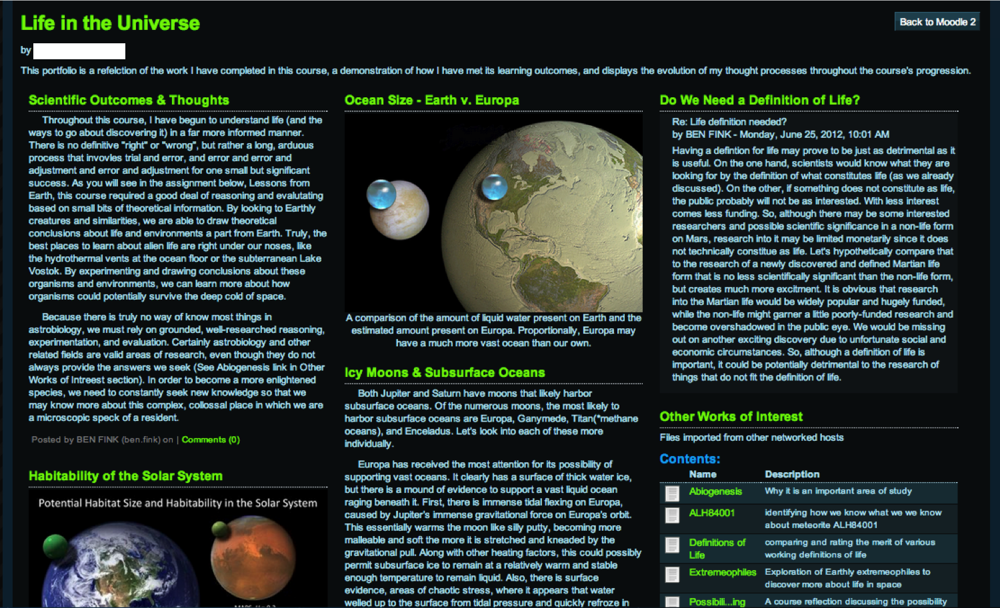 Life in the Universe
Back to Moodle 2
by
This portfolio is a refelction of the work I have completed in this course, a demonstration of how I have met its learning outcomes, and displays the evolution of my thought processes throughout the course's progression.
Scientific Outcomes & Thoughts
Throughout this course, I have begun to understand life (and the
ways to go about discovering it) in a far more informed manner.
There is no definitive "right" or "wrong", but rather a long, arduous
process that invovles trial and error, and error and error and
adjustment and error and adjustment for one small but significant
success. As you will see in the assignment below, Lessons from
Earth, this course required a good deal of reasoning and evalutating
based on small bits of theoretical information. By looking to Earthly
creatures and similarities, we are able to draw theoretical
conclusions about life and environments a part from Earth. Truly, the
best places to learn about alien life are right under our noses, like
the hydrothermal vents at the ocean floor or the subterranean Lake
Vostok. By experimenting and drawing conclusions about these
organisms and environments, we can learn more about how
organisms could potentially survive the deep cold of space.
Because there is truly no way of know most things in
astrobiology, we must rely on grounded, well-researched reasoning,
experimentation, and evaluation. Certainly astrobiology and other
related fields are valid areas of research, even though they do not
always provide the answers we seek (See Abiogenesis link in Other
Works of Intreest section). In order to become a more enlightened
species, we need to constantly seek new knowledge so that we
may know more about this complex, collossal place in which we are
a microscopic speck of a resident.
Posted by BEN FINK (ben.fink) on | Comments (0)
Habitability of the Solar System
Potential Habitat Size and Habitability in the Solar System
Ocean Size - Earth v. Europa
A comparison of the amount of liquid water present on Earth and the
estimated amount present on Europa. Proportionally, Europa may
have a much more vast ocean than our own.
Icy Moons & Subsurface Oceans
Both Jupiter and Saturn have moons that likely harbor
subsurface oceans. Of the numerous moons, the most likely to
harbor subsurface oceans are Europa, Ganymede, Titan(*methane
oceans), and Enceladus. Let's look into each of these more
individually.
Europa has received the most attention for its possibility of
supporting vast oceans. It clearly has a surface of thick water ice,
but there is a mound of evidence to support a vast liquid ocean
raging beneath it. First, there is immense tidal flexing on Europa,
caused by Jupiter's immense gravitational force on Europa's orbit.
This essentially warms the moon like silly putty, becoming more
malleable and soft the more it is stretched and kneaded by the
gravitational pull. Along with other heating factors, this could possibly
permit subsurface ice to remain at a relatively warm and stable
enough temperature to remain liquid. Also, there is surface
evidence, areas of chaotic stress, where it appears that water
welled up to the surface from tidal pressure and quickly refroze in
Do We Need a Definition of Life?
Re: Life definition needed?
by BEN FINK - Monday, June 25, 2012, 10:01 AM
Having a defintion for life may prove to be just as detrimental as it
is useful. On the one hand, scientists would know what they are
looking for by the definition of what constitutes life (as we already
discussed). On the other, if something does not constitute as life,
the public probably will not be as interested. With less interest
comes less funding. So, although there may be some interested
researchers and possible scientific significance in a non-life form
on Mars, research into it may be limited monetarily since it does
not technically constitue as life. Let's hypothetically compare that
to the research of a newly discovered and defined Martian life
form that is no less scientifically significant than the non-life form,
but creates much more excitment. It is obvious that research
into the Martian life would be widely popular and hugely funded,
while the non-life might garner a little poorly-funded research and
become overshadowed in the public eye. We would be missing
out on another exciting discovery due to unfortunate social and
economic circumstances. So, although a definition of life is
important, it could be potentially detrimental to the research of
things that do not fit the definition of life.
Other Works of Interest
Files imported from other networked hosts
Contents:
Name Description
Abiogenesis Why it is an important area of study
ALH84001 identifying how we know what we we know
about meteorite ALH84001
Definitions of comparing and rating the merit of various
Life working definitions of life
Extremeophiles Exploration of Earthly extremeophiles to
discover more about life in space
Possibili...ing A course reflection discussing the possibility